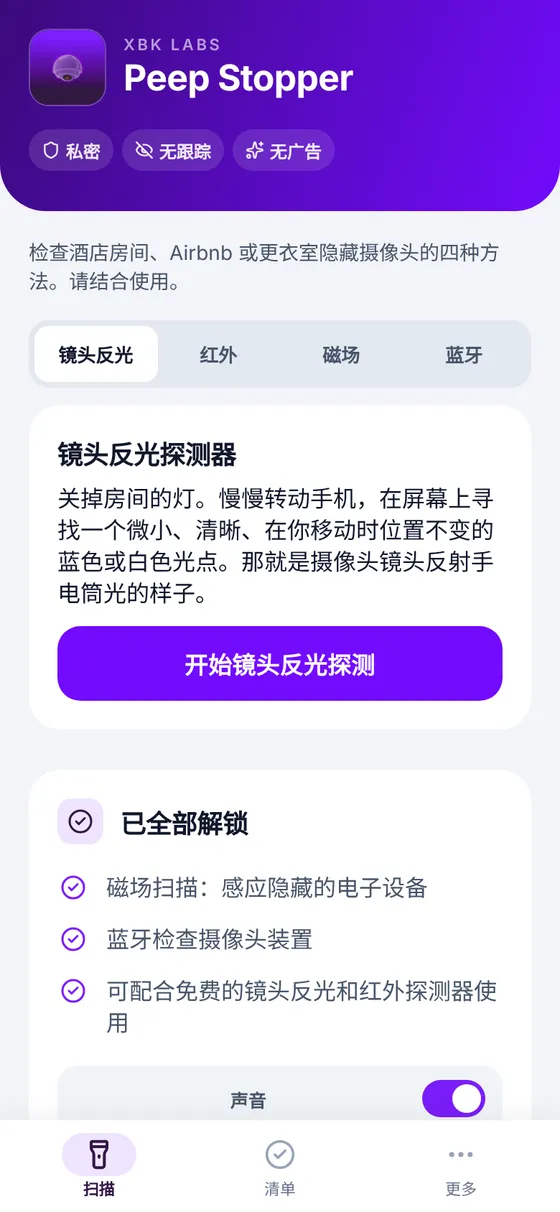 XBK LABS
Peep Stopper
私密
无跟踪
无广告
检查酒店房间、Airbnb 或更衣室隐藏摄像头的四种方
法。请结合使用。
镜头反光
红外
磁场
蓝牙
镜头反光探测器
关掉房间的灯。慢慢转动手机，在屏幕上寻
找一个微小、清晰、在你移动时位置不变的
蓝色或白色光点。那就是摄像头镜头反射手
电筒光的样子。
开始镜头反光探测
已全部解锁
磁场扫描：感应隐藏的电子设备
蓝牙检查摄像头装置
可配合免费的镜头反光和红外探测器使
用
声音
扫描
清单
更多